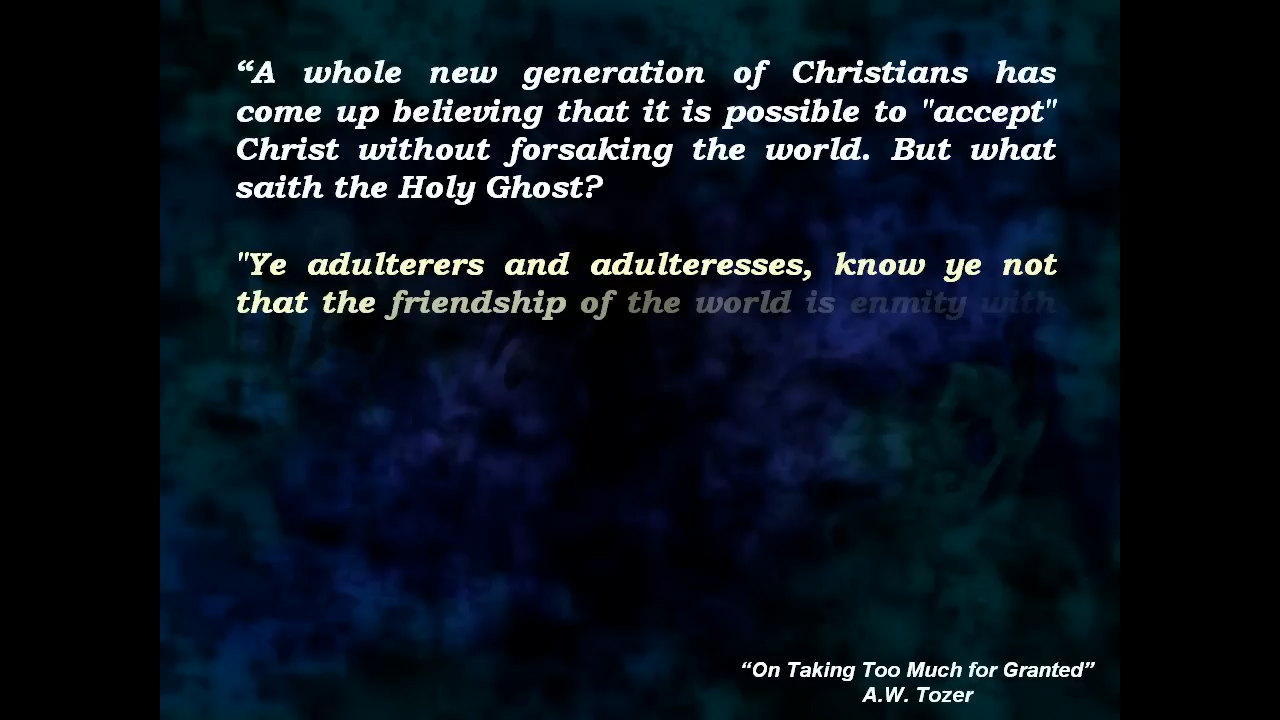 “A whole new generation of Christians has
come up believing that it is possible to "accept"
Christ without forsaking the world. But what
saith the Holy Ghost?
"Ye adulterers and adulteresses, know ye not
that the friendship of the world is enmity with
“On Taking Too Much for Granted”
A.W. Tozer